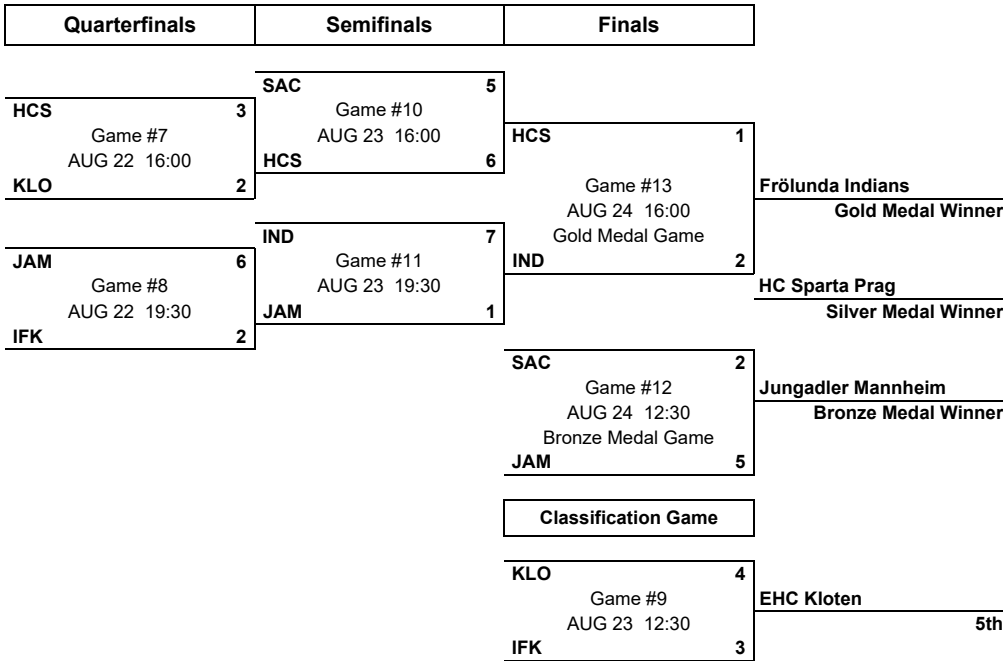 Quarterfinals Semifinals Finals
SAC 5
HCS 3
Game #10
Game #7
AUG 23 16:00
HCS 1
AUG 22 16:00
HCS 6
KLO 2
Game #13
Frölunda Indians
AUG 24 16:00
Gold Medal Winner
IND 7
Gold Medal Game
JAM 6
Game #11
IND 2
Game #8
AUG 23 19:30
HC Sparta Prag
AUG 22 19:30
JAM 1
Silver Medal Winner
IFK 2
SAC 2
Game #12
Jungadler Mannheim
AUG 24 12:30
Bronze Medal Winner
Bronze Medal Game
JAM 5
Classification Game
KLO 4
Game #9
EHC Kloten
AUG 23 12:30
5th
IFK 3